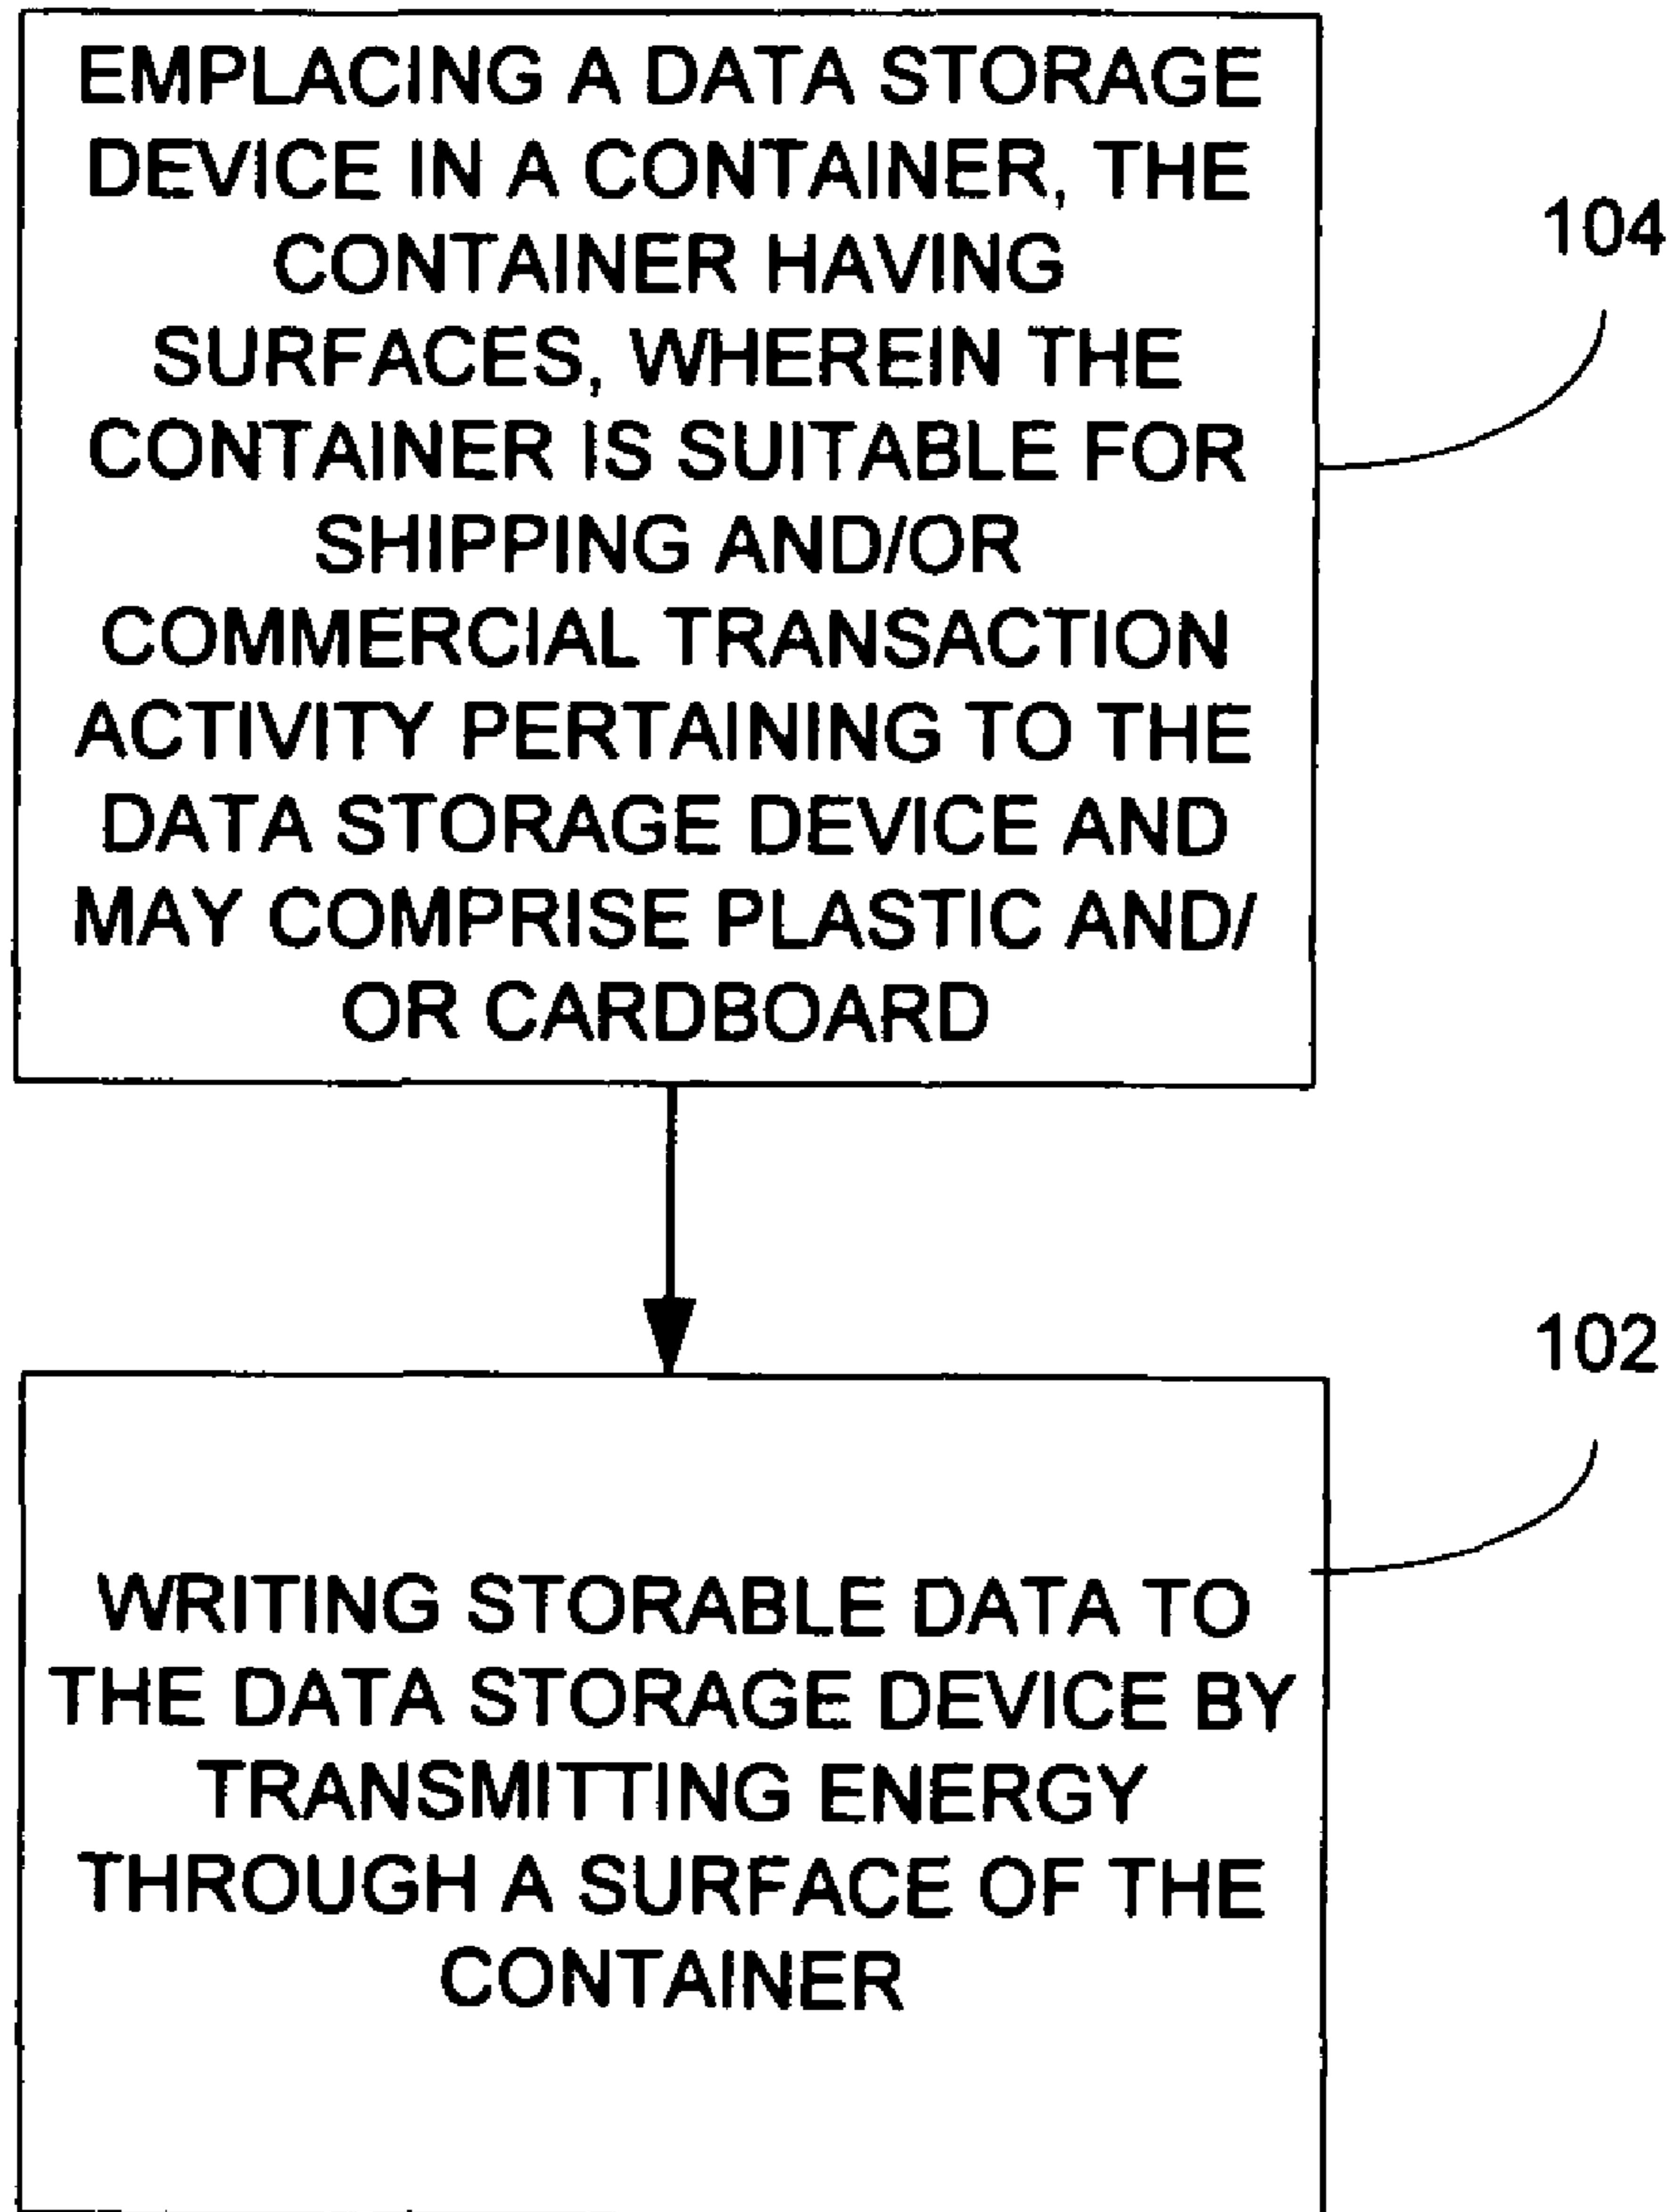 EMPLACING A DATA STORAGE
DEVICE IN A CONTAINER, THE
CONTAINER HAVING
SURFACES, WHEREIN THE
CONTAINER IS SUITABLE FOR
SHIPPING AND/OR
COMMERCIAL TRANSACTION
ACTIVITY PERTAINING TO THE
DATA STORAGE DEVICE AND
MAY COMPRISE PLASTIC AND/
OR CARDBOARD
104
102
WRITING STORABLE DATA TO
THE DATA STORAGE DEVICE BY
TRANSMITTING ENERGY
THROUGH A SURFACE OF THE
CONTAINER